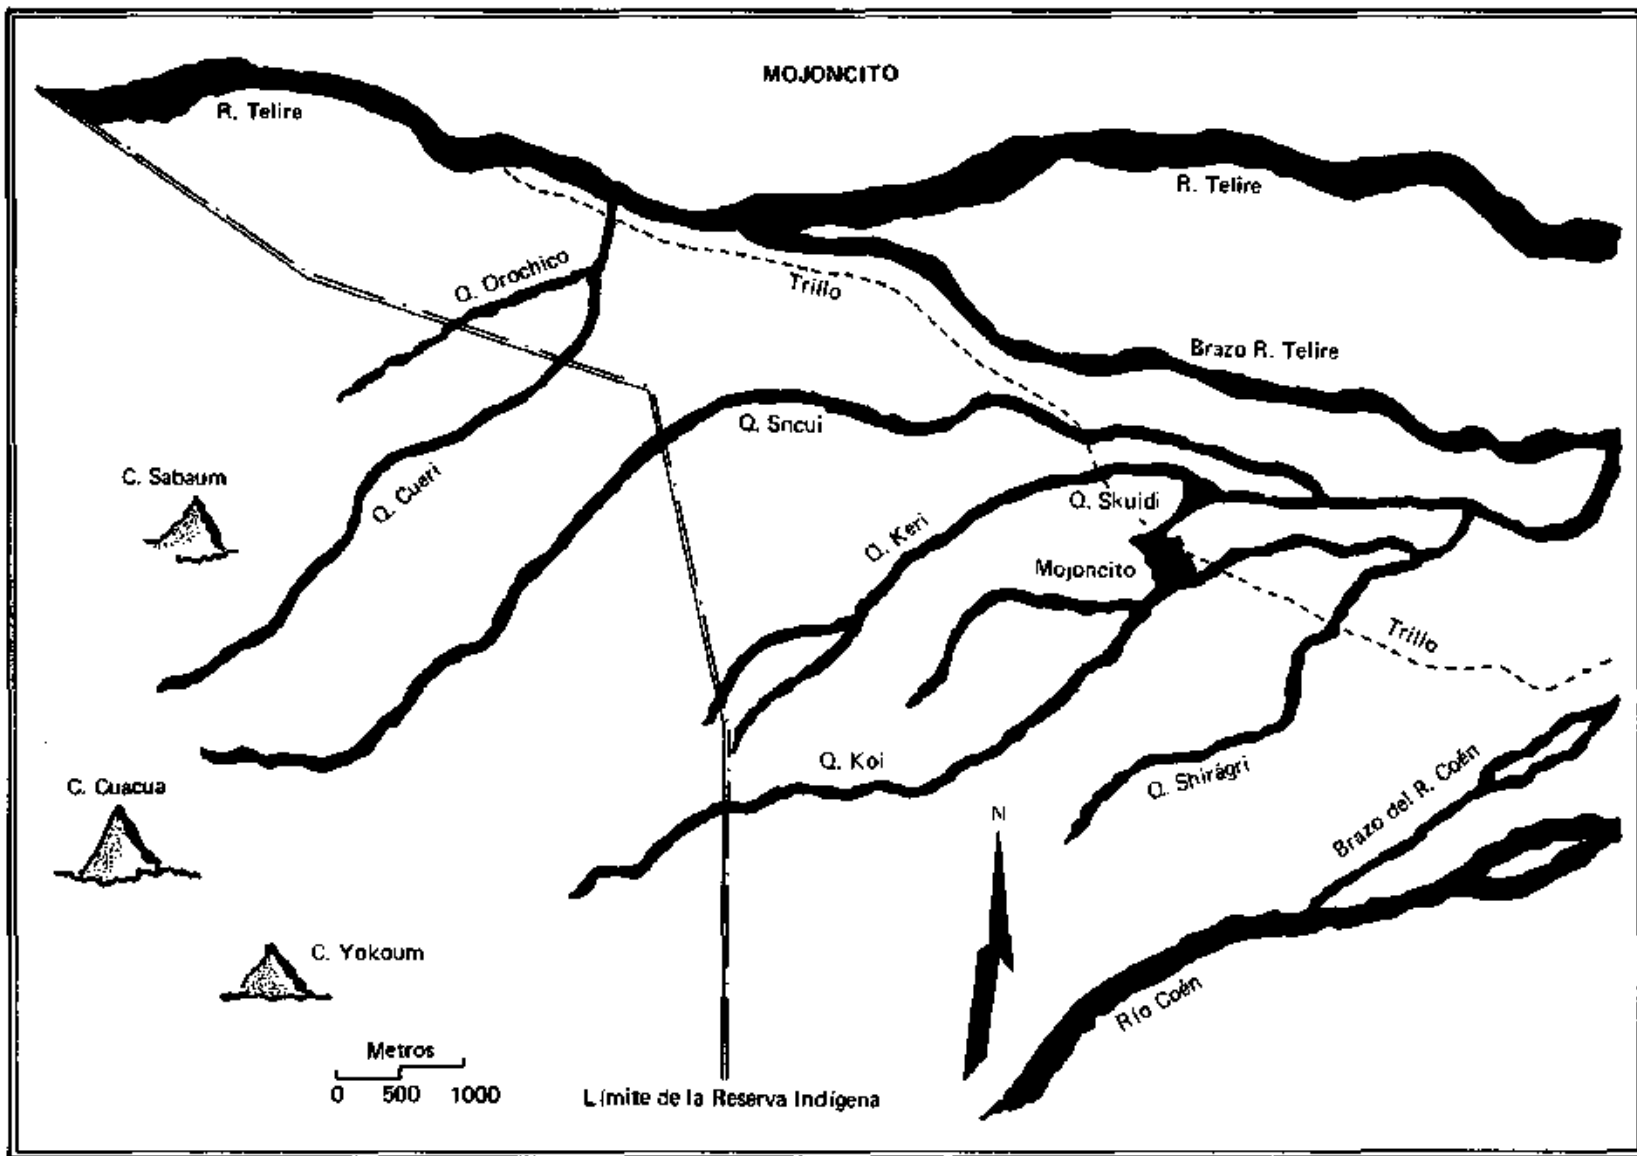 MOJONCITO
R. Telire
R. Telire
Q. Orochico
Trillo
Brazo R. Telire
Q. Sncui
C. Sabaum
Q. Cueri
Q. Skuidi
Q. Keri
Mojoncito
Trillo
Q. Koi
Q. Shirágri
C. Cuacua
Brazo del R. Coén
N
C. Yokoum
Río Coén
Metros
0 500 1000
Límite de la Reserva Indígena